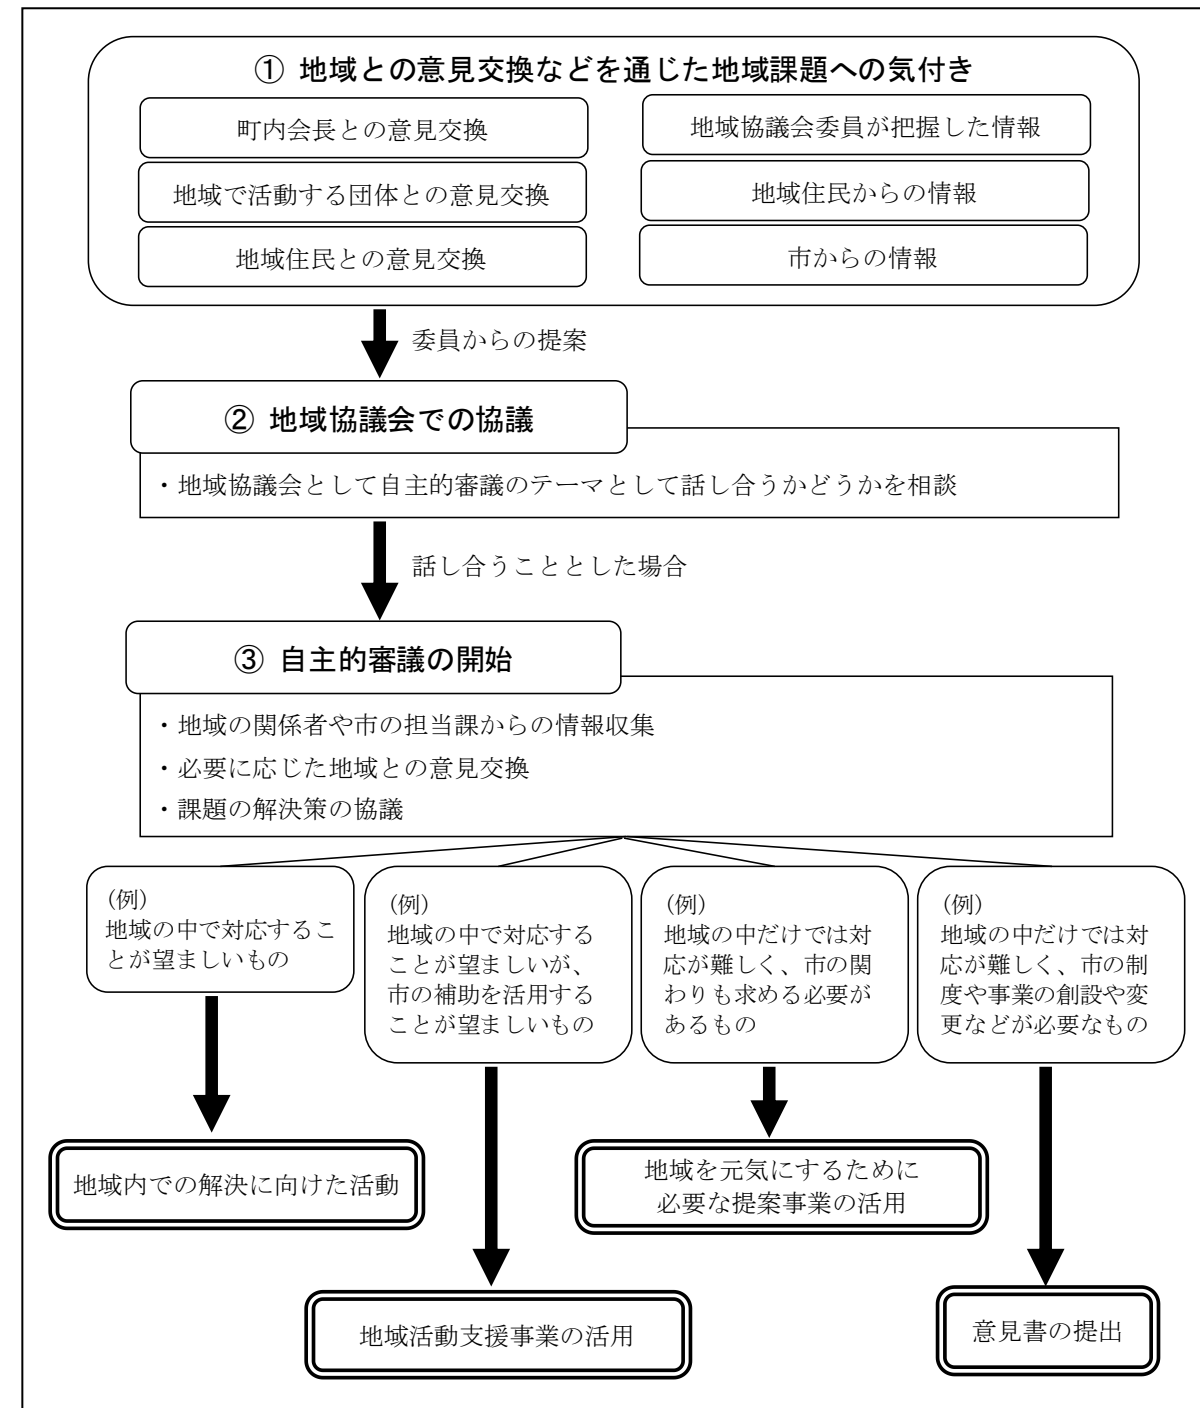 ① 地域との意見交換などを通じた地域課題への気付き
町内会長との意見交換
地域で活動する団体との意見交換
地域住民との意見交換
地域協議会委員が把握した情報
地域住民からの情報
市からの情報
委員からの提案
② 地域協議会での協議
・地域協議会として自主的審議のテーマとして話し合うかどうかを相談
話し合うこととした場合
③ 自主的審議の開始
・地域の関係者や市の担当課からの情報収集
・必要に応じた地域との意見交換
・課題の解決策の協議
(例)
地域の中で対応するこ
とが望ましいもの
(例)
地域の中で対応する
ことが望ましいが、
市の補助を活用する
ことが望ましいもの
(例)
地域の中だけでは対
応が難しく、市の関
わりも求める必要が
あるもの
(例)
地域の中だけでは対
応が難しく、市の制
度や事業の創設や変
更などが必要なもの
地域内での解決に向けた活動
地域活動支援事業の活用
地域を元気にするために
必要な提案事業の活用
意見書の提出